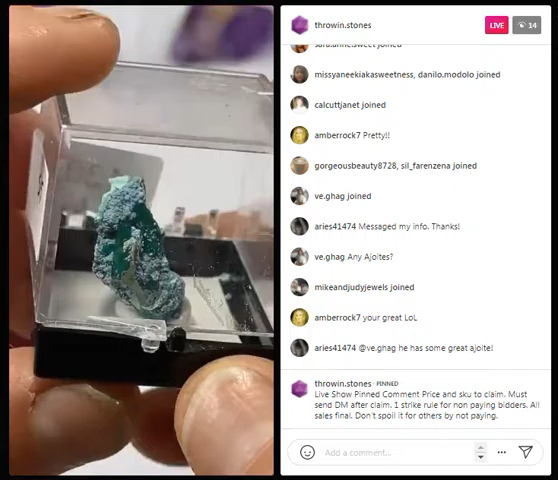 throwin.stones
LIVE
14
sara.anne.sweet joined
missyaneekiakasweetness, danilo.modolo joined
calcuttjanet joined
amberrock7 Pretty!!
gorgeousbeauty8728, sil_farenzena joined
ve.ghag joined
aries41474 Messaged my info. Thanks!
ve.ghag Any Ajoites?
mikeandjudyjewels joined
amberrock7 your great LoL
aries41474 @ve.ghag he has some great ajoite!
throwin.stones · PINNED
Live Show Pinned Comment Price and sku to claim. Must
send DM after claim. 1 strike rule for non paying bidders. All
sales final. Don't spoil it for others by not paying.
Add a comment...